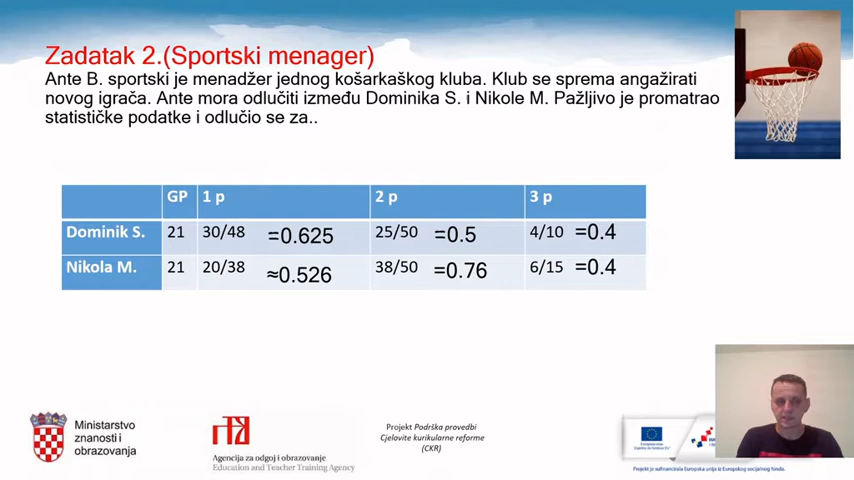 Zadatak 2.(Sportski menager)
Ante B. sportski je menadžer jednog košarkaškog kluba. Klub se sprema angažirati
novog igrača. Ante mora odlučiti između Dominika S. i Nikole M. Pažljivo je promatrao
statističke podatke i odlučio se za..
GP 1 p 2 p 3 p
Dominik S. 21 30/48 =0.625 25/50 =0.5 4/10 =0.4
Nikola M. 21 20/38 ≈0.526 38/50 =0.76 6/15 =0.4
Ministarstvo
znanosti i
obrazovanja
Agencija za odgoj i obrazovanje
Education and Teacher Training Agency
Projekt Podrška provedbi
Cjelovite kurikularne reforme
(CKR)
Projekt je sufinancirala Europska unija iz Europskog socijalnog fonda.